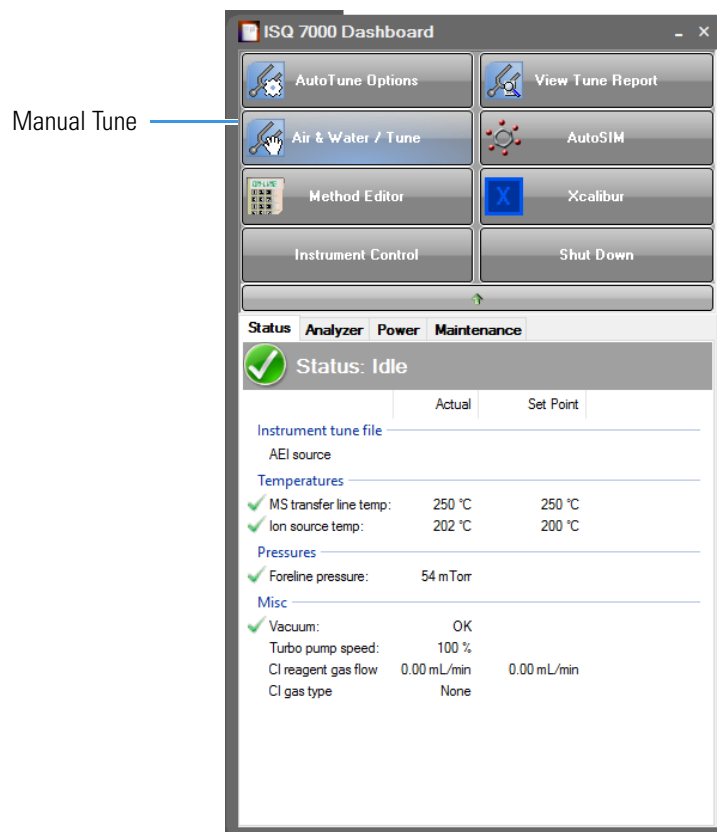 ISQ 7000 Dashboard
AutoTune Options
View Tune Report
Manual Tune
Air & Water / Tune
AutoSIM
ON-LINE
Method Editor
X
Xcalibur
Instrument Control
Shut Down
Status Analyzer Power Maintenance
Status: Idle
Actual Set Point
Instrument tune file
AEI source
Temperatures
MS transfer line temp: 250 °C 250 °C
Ion source temp: 202 °C 200 °C
Pressures
Foreline pressure: 54 mTorr
Misc
Vacuum: OK
Turbo pump speed: 100 %
CI reagent gas flow 0.00 mL/min 0.00 mL/min
CI gas type None